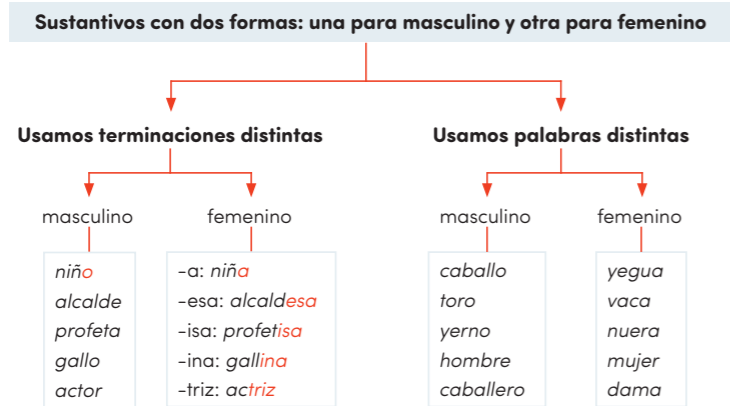 Sustantivos con dos formas: una para masculino y otra para femenino
Usamos terminaciones distintas
masculino
niño
alcalde
profeta
gallo
actor
femenino
-a: niña
-esa: alcaldesa
-isa: profetisa
-ina: gallina
-triz: actriz
Usamos palabras distintas
masculino
caballo
toro
yerno
hombre
caballero
femenino
yegua
vaca
nuera
mujer
dama